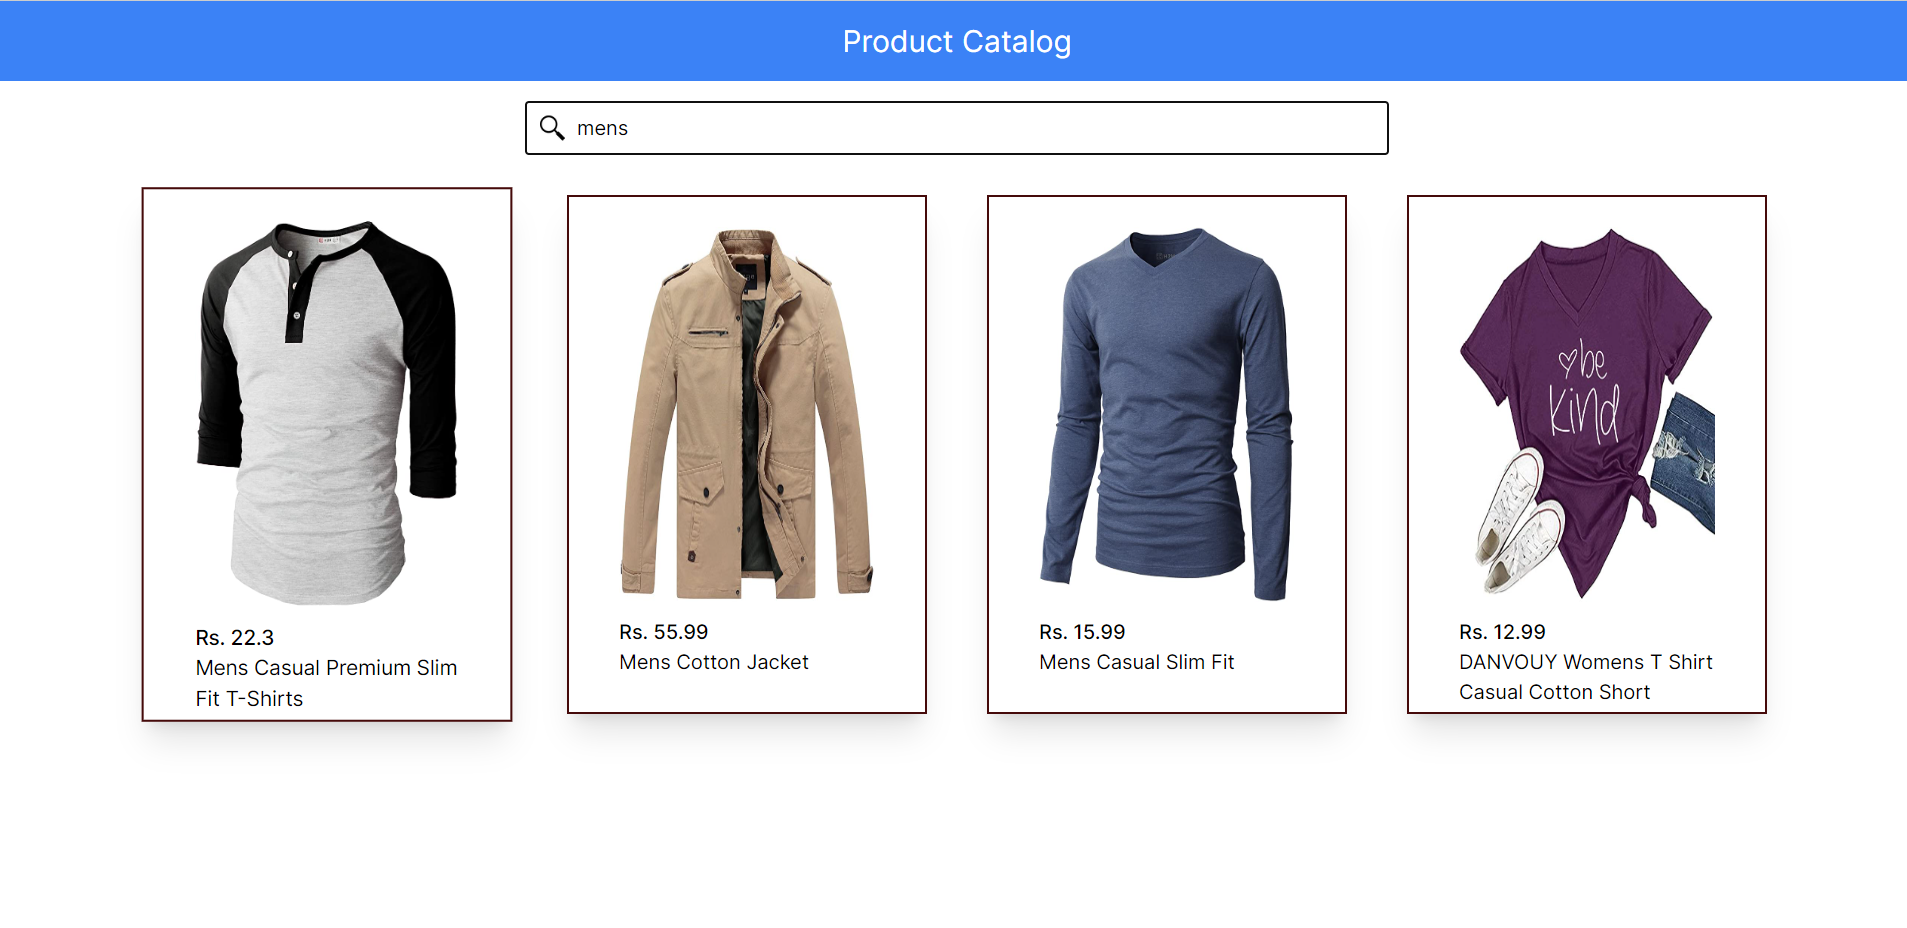 Product Catalog
mens
Rs. 22.3
Mens Casual Premium Slim
Fit T-Shirts
Rs. 55.99
Mens Cotton Jacket
Rs. 15.99
Mens Casual Slim Fit
be
kind
Rs. 12.99
DANVOUY Womens T Shirt
Casual Cotton Short